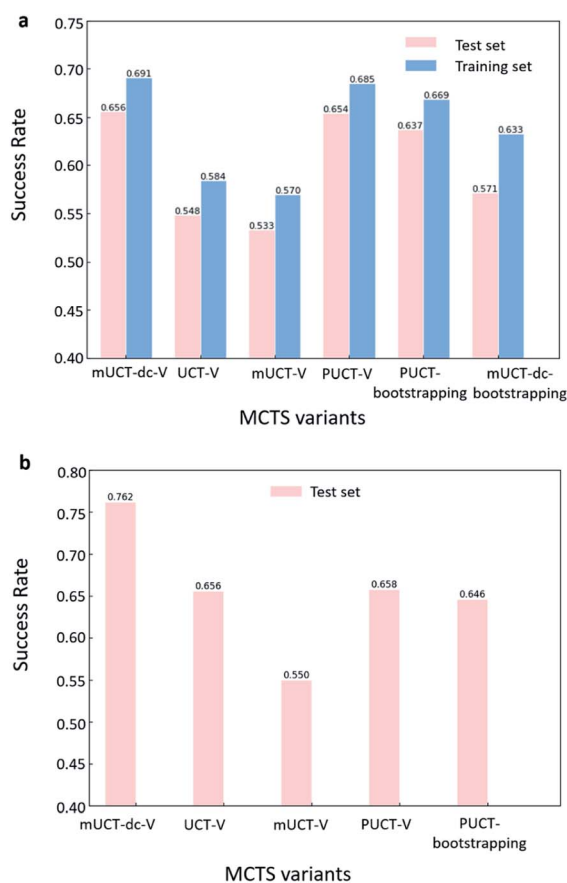 a
0.75
0.70
0.65
0.60
0.55
0.50
0.45
0.40
Success Rate
Test set
Training set
0.656
0.691
0.548
0.584
0.533
0.570
0.654
0.685
0.637
0.669
0.571
0.633
mUCT-dc-V
UCT-V
mUCT-V
PUCT-V
PUCT-
bootstrapping
mUCT-dc-
bootstrapping
MCTS variants
b
0.80
0.75
0.70
0.65
0.60
0.55
0.50
0.45
0.40
Success Rate
Test set
0.762
0.656
0.550
0.658
0.646
mUCT-dc-V
UCT-V
mUCT-V
PUCT-V
PUCT-
bootstrapping
MCTS variants